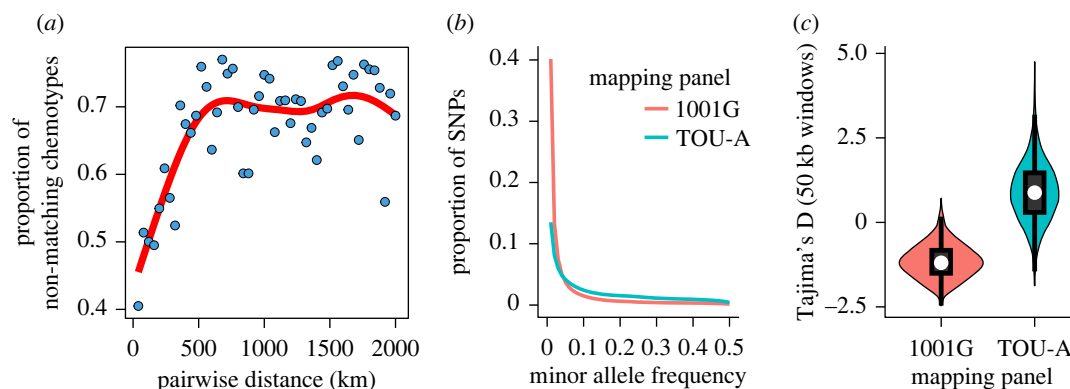 (a)
proportion of
non-matching chemotypes
0.7
0.6
0.5
0.4
0
500
1000
1500
2000
pairwise distance (km)
(b)
proportion of SNPs
0.4
0.3
0.2
0.1
0
mapping panel
1001G
TOU-A
0
0.1
0.2
0.3
0.4
0.5
minor allele frequency
(c)
Tajima's D (50 kb windows)
5.0
2.5
0
−2.5
1001G
TOU-A
mapping panel